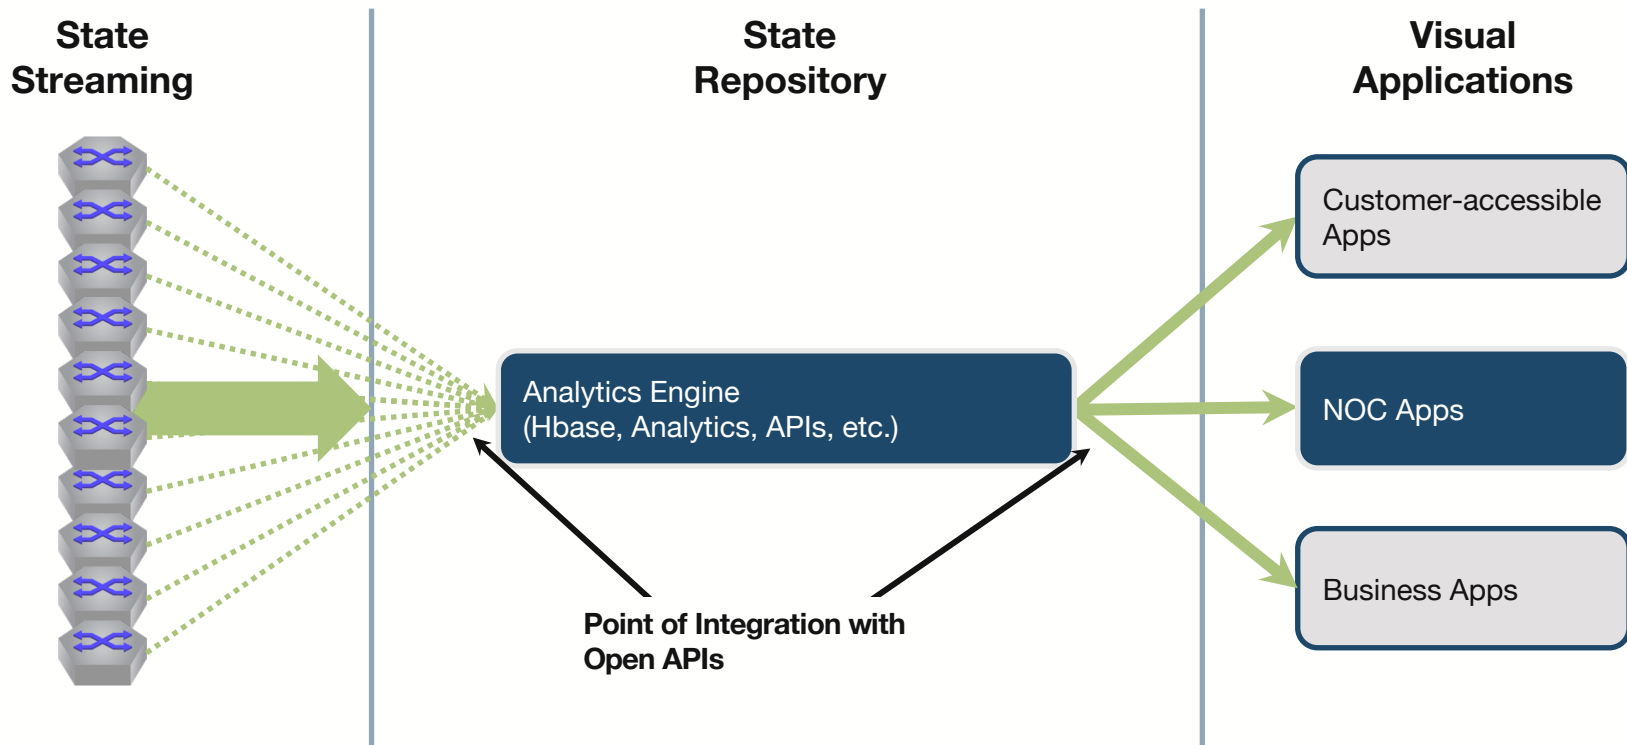 State
Streaming
State
Repository
Visual
Applications
Customer-accessible
Apps
Analytics Engine
(Hbase, Analytics, APIs, etc.)
NOC Apps
Business Apps
Point of Integration with
Open APIs